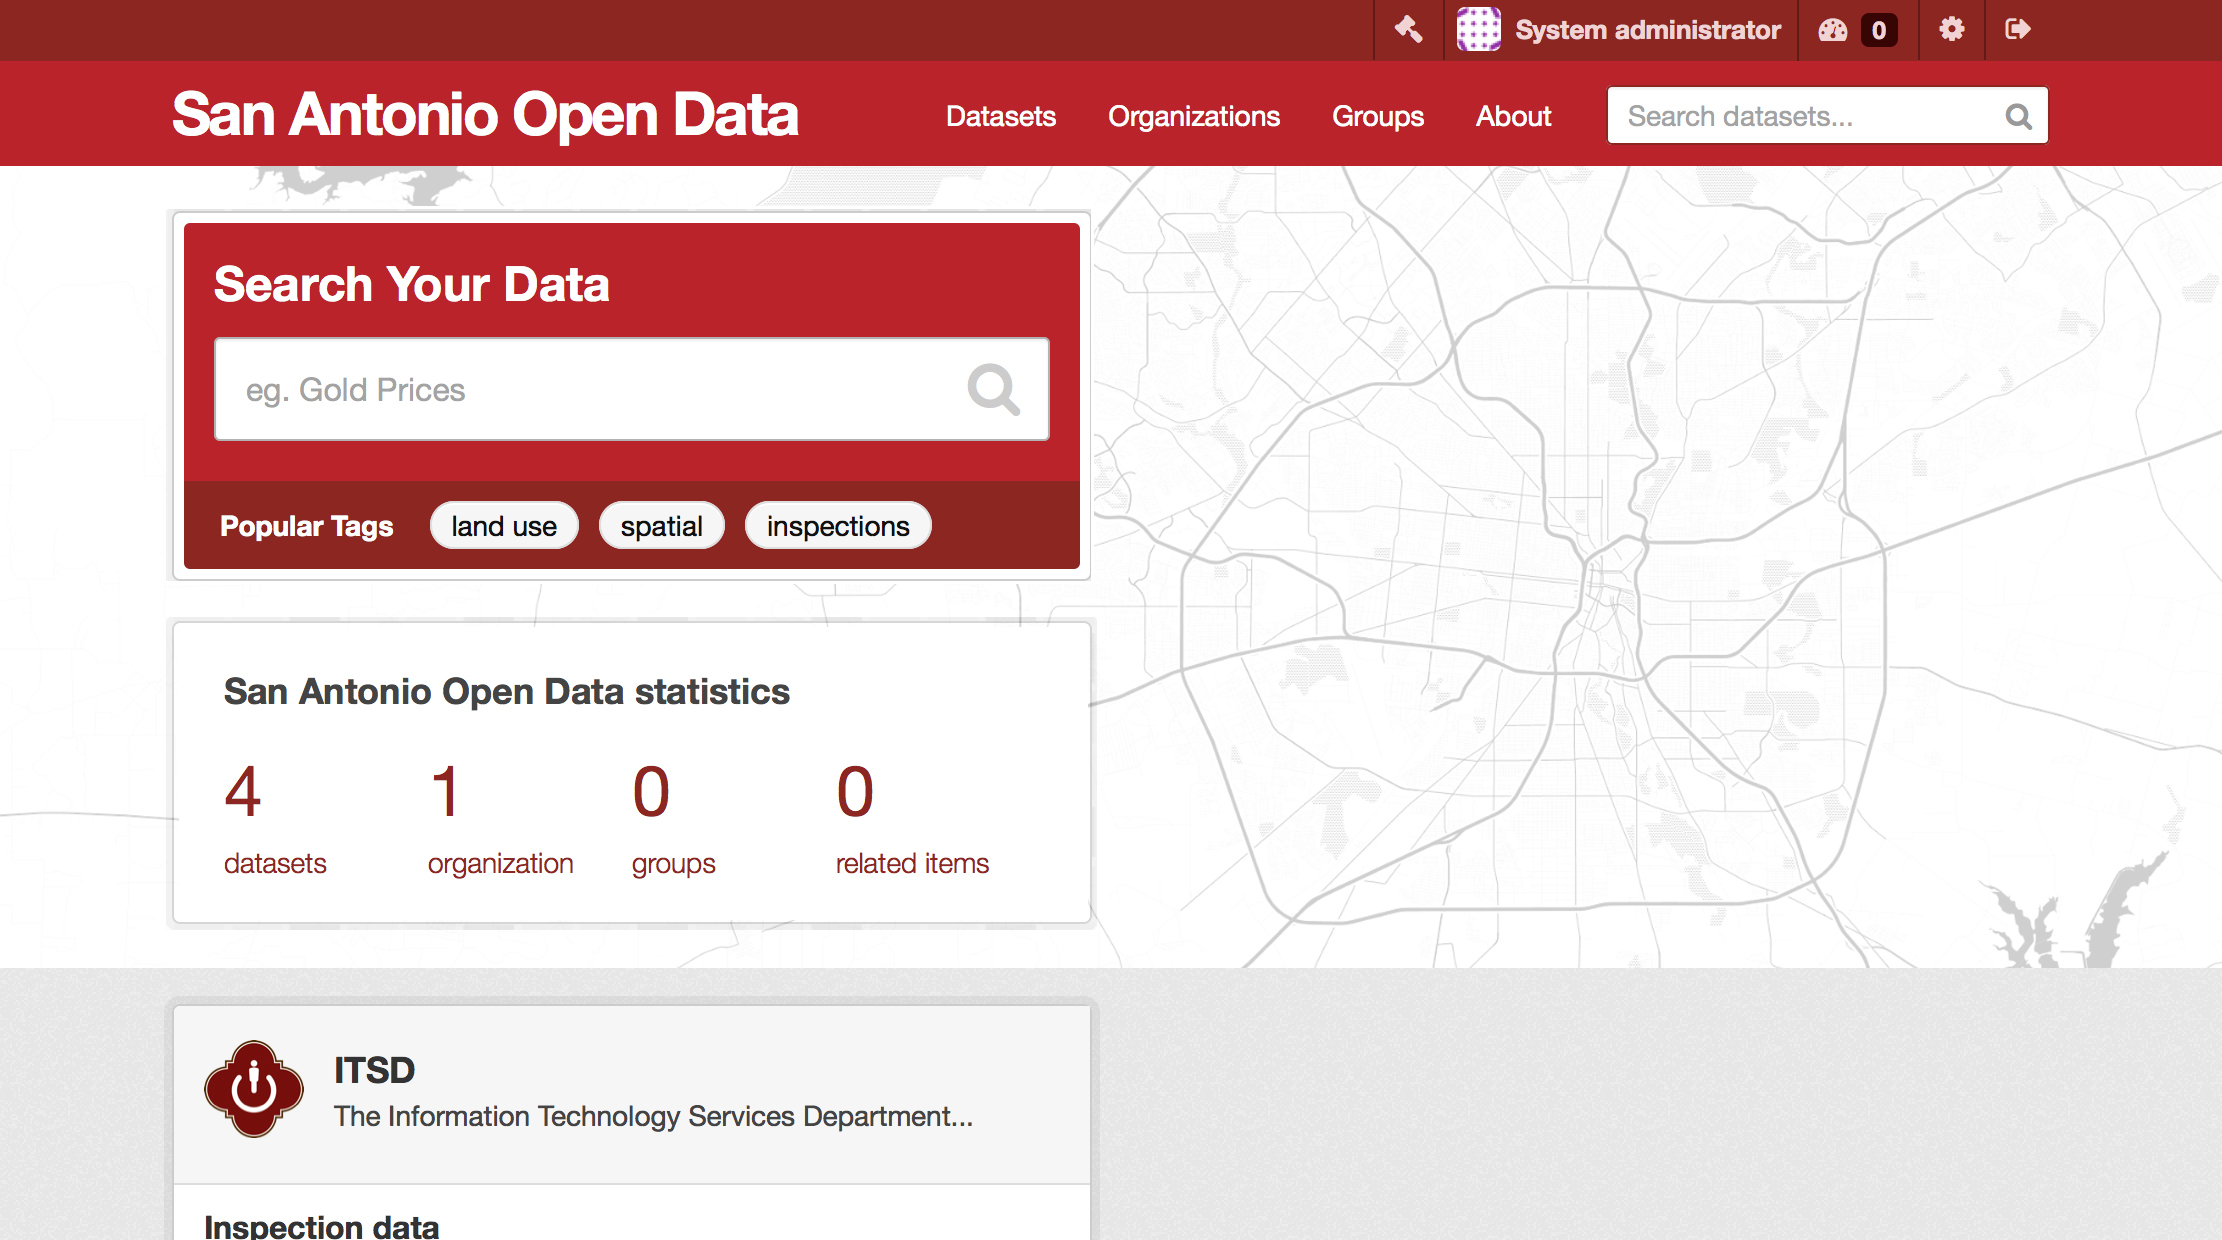 System administrator 0
San Antonio Open Data
Datasets Organizations Groups About Search datasets...
Search Your Data
eg. Gold Prices
Popular Tags land use spatial inspections
San Antonio Open Data statistics
4 1 0 0
datasets organization groups related items
ITSD
The Information Technology Services Department...
Inspection data